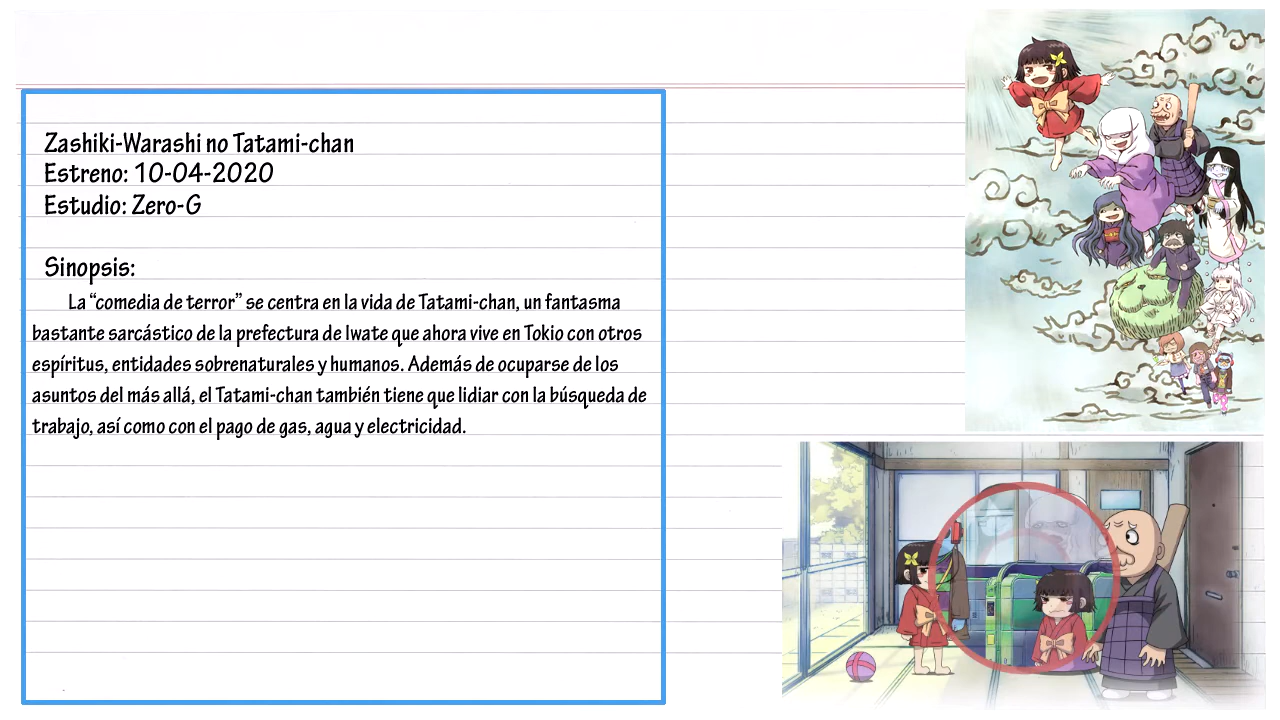 Zashiki-Warashi no Tatami-chan
Estreno: 10-04-2020
Estudio: Zero-G
Sinopsis:
La “comedia de terror” se centra en la vida de Tatami-chan, un fantasma
bastante sarcástico de la prefectura de Iwate que ahora vive en Tokio con otros
espíritus, entidades sobrenaturales y humanos. Además de ocuparse de los
asuntos del más allá, el Tatami-chan también tiene que lidiar con la búsqueda de
trabajo, así como con el pago de gas, agua y electricidad.